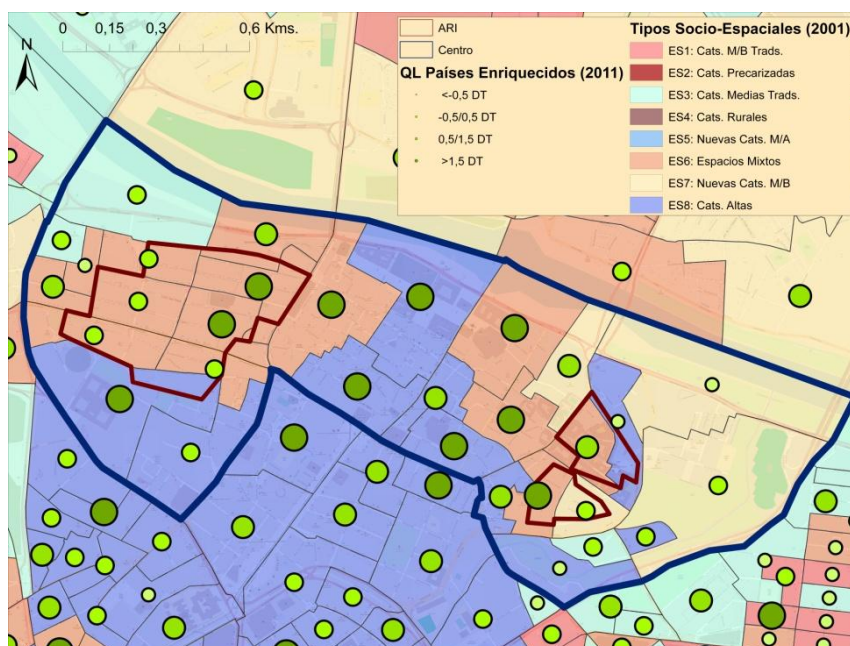 0 0,15 0,3 0,6 Kms.
N
ARI
Centro
QL Países Enriquecidos (2011)
<-0,5 DT
-0,5/0,5 DT
0,5/1,5 DT
>1,5 DT
Tipos Socio-Espaciales (2001)
ES1: Cats. M/B Trads.
ES2: Cats. Precarizadas
ES3: Cats. Medias Trads.
ES4: Cats. Rurales
ES5: Nuevas Cats. M/A
ES6: Espacios Mixtos
ES7: Nuevas Cats. M/B
ES8: Cats. Altas